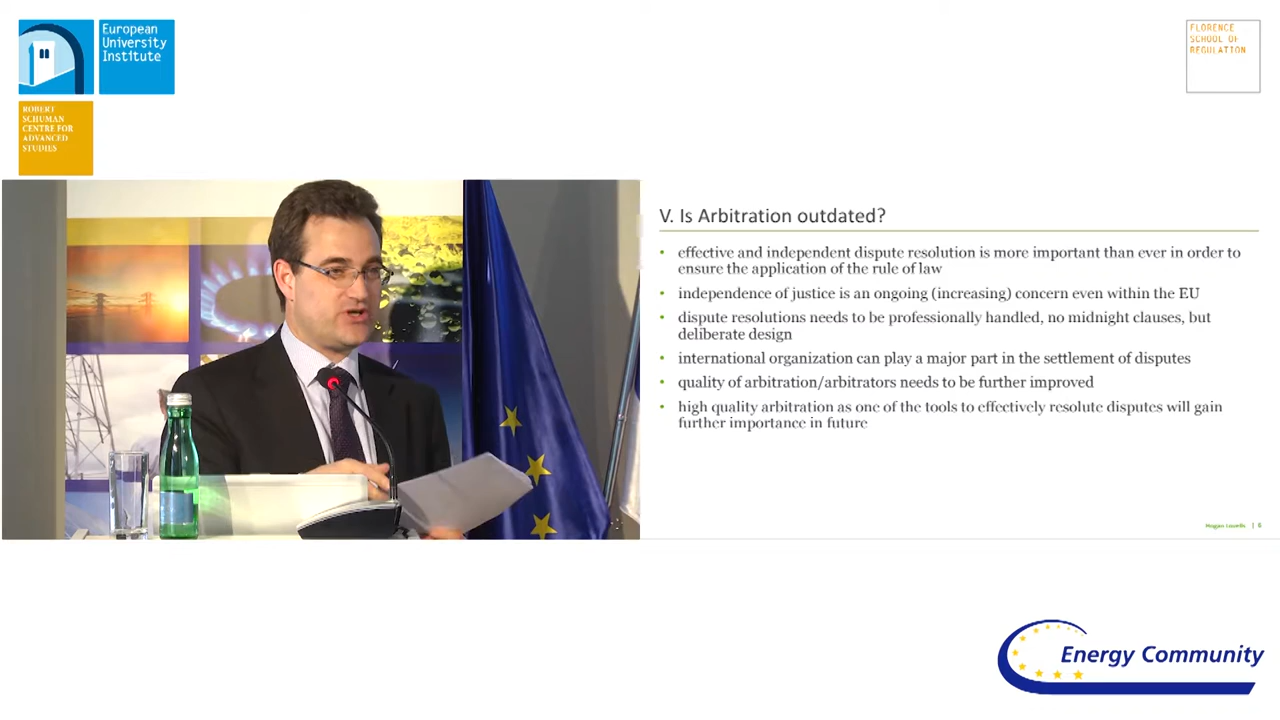 European
University
Institute
ROBERT
SCHUMAN
CENTRE FOR
ADVANCED
STUDIES
FLORENCE
SCHOOL OF
REGULATION
V. Is Arbitration outdated?
• effective and independent dispute resolution is more important than ever in order to
ensure the application of the rule of law
• independence of justice is an ongoing (increasing) concern even within the EU
• dispute resolutions needs to be professionally handled, no midnight clauses, but
deliberate design
• international organization can play a major part in the settlement of disputes
• quality of arbitration/arbitrators needs to be further improved
• high quality arbitration as one of the tools to effectively resolute disputes will gain
further importance in future
Hogan Lovells | 8
Energy Community